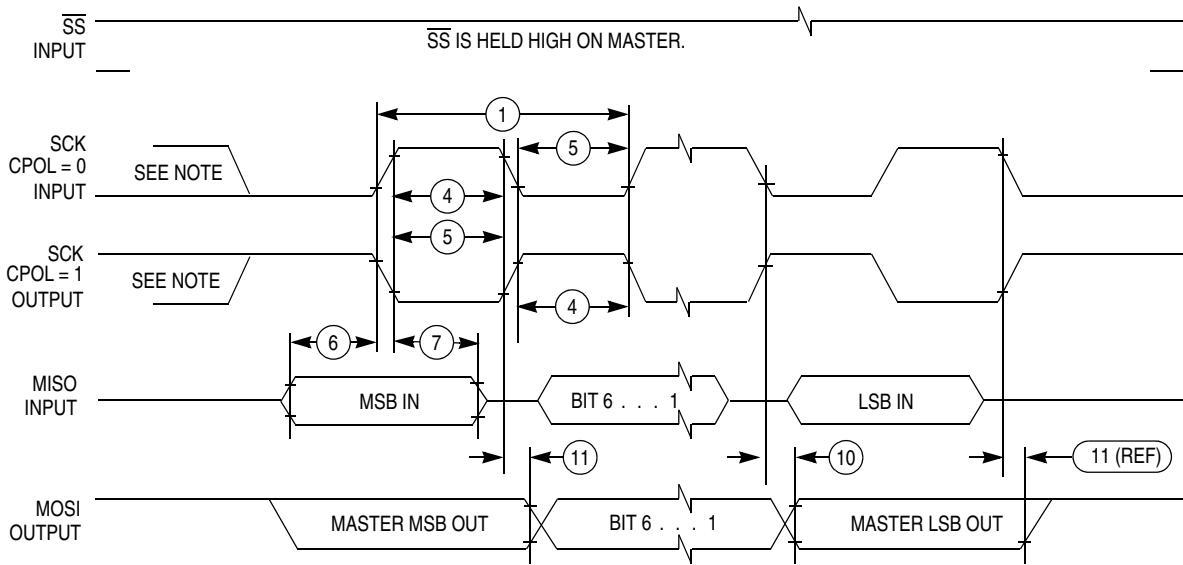 SS
INPUT
SS IS HELD HIGH ON MASTER.
1
SCK
CPOL = 0
INPUT
SEE NOTE
5
4
5
SCK
CPOL = 1
OUTPUT
SEE NOTE
4
6
7
MISO
INPUT
MSB IN
BIT 6 . . . 1
LSB IN
11
10
11 (REF)
MOSI
OUTPUT
MASTER MSB OUT
BIT 6 . . . 1
MASTER LSB OUT